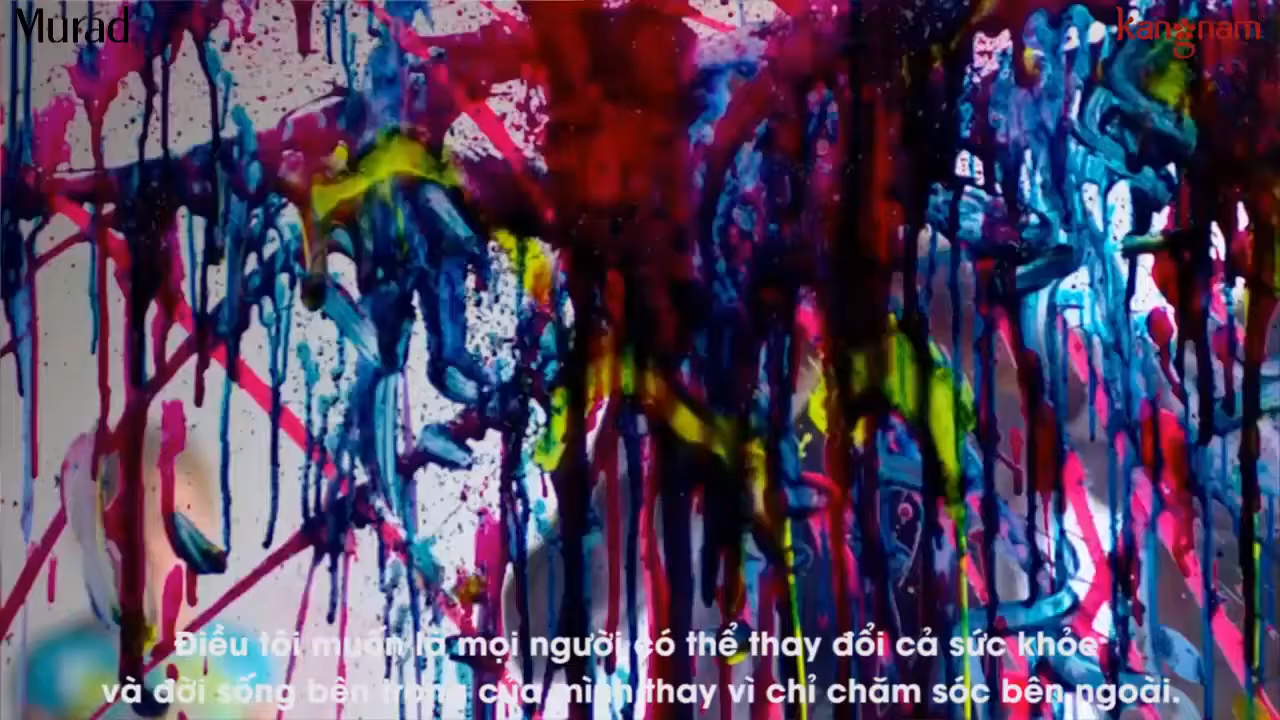 Murad
kangnam
Điều tôi muốn là mọi người có thể thay đổi cả sức khỏe
và đời sống bên trong của mình thay vì chỉ chăm sóc bên ngoài.